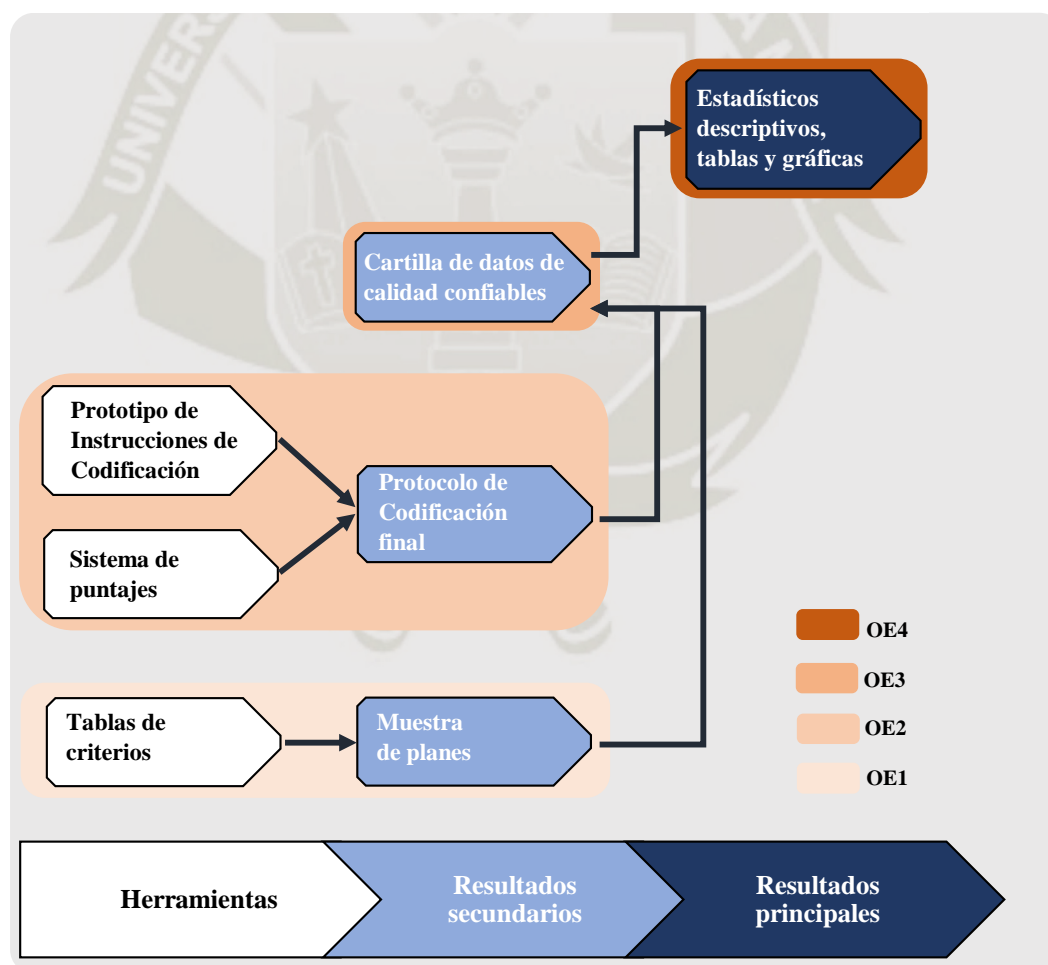 UNIVERS
Estadísticos
descriptivos,
tablas y gráficas
Cartilla de datos de
calidad confiables
Prototipo de
Instrucciones de
Codificación
Protocolo de
Codificación
final
Sistema de
puntajes
OE4
OE3
OE2
OE1
Tablas de
criterios
Muestra
de planes
Herramientas
Resultados
secundarios
Resultados
principales